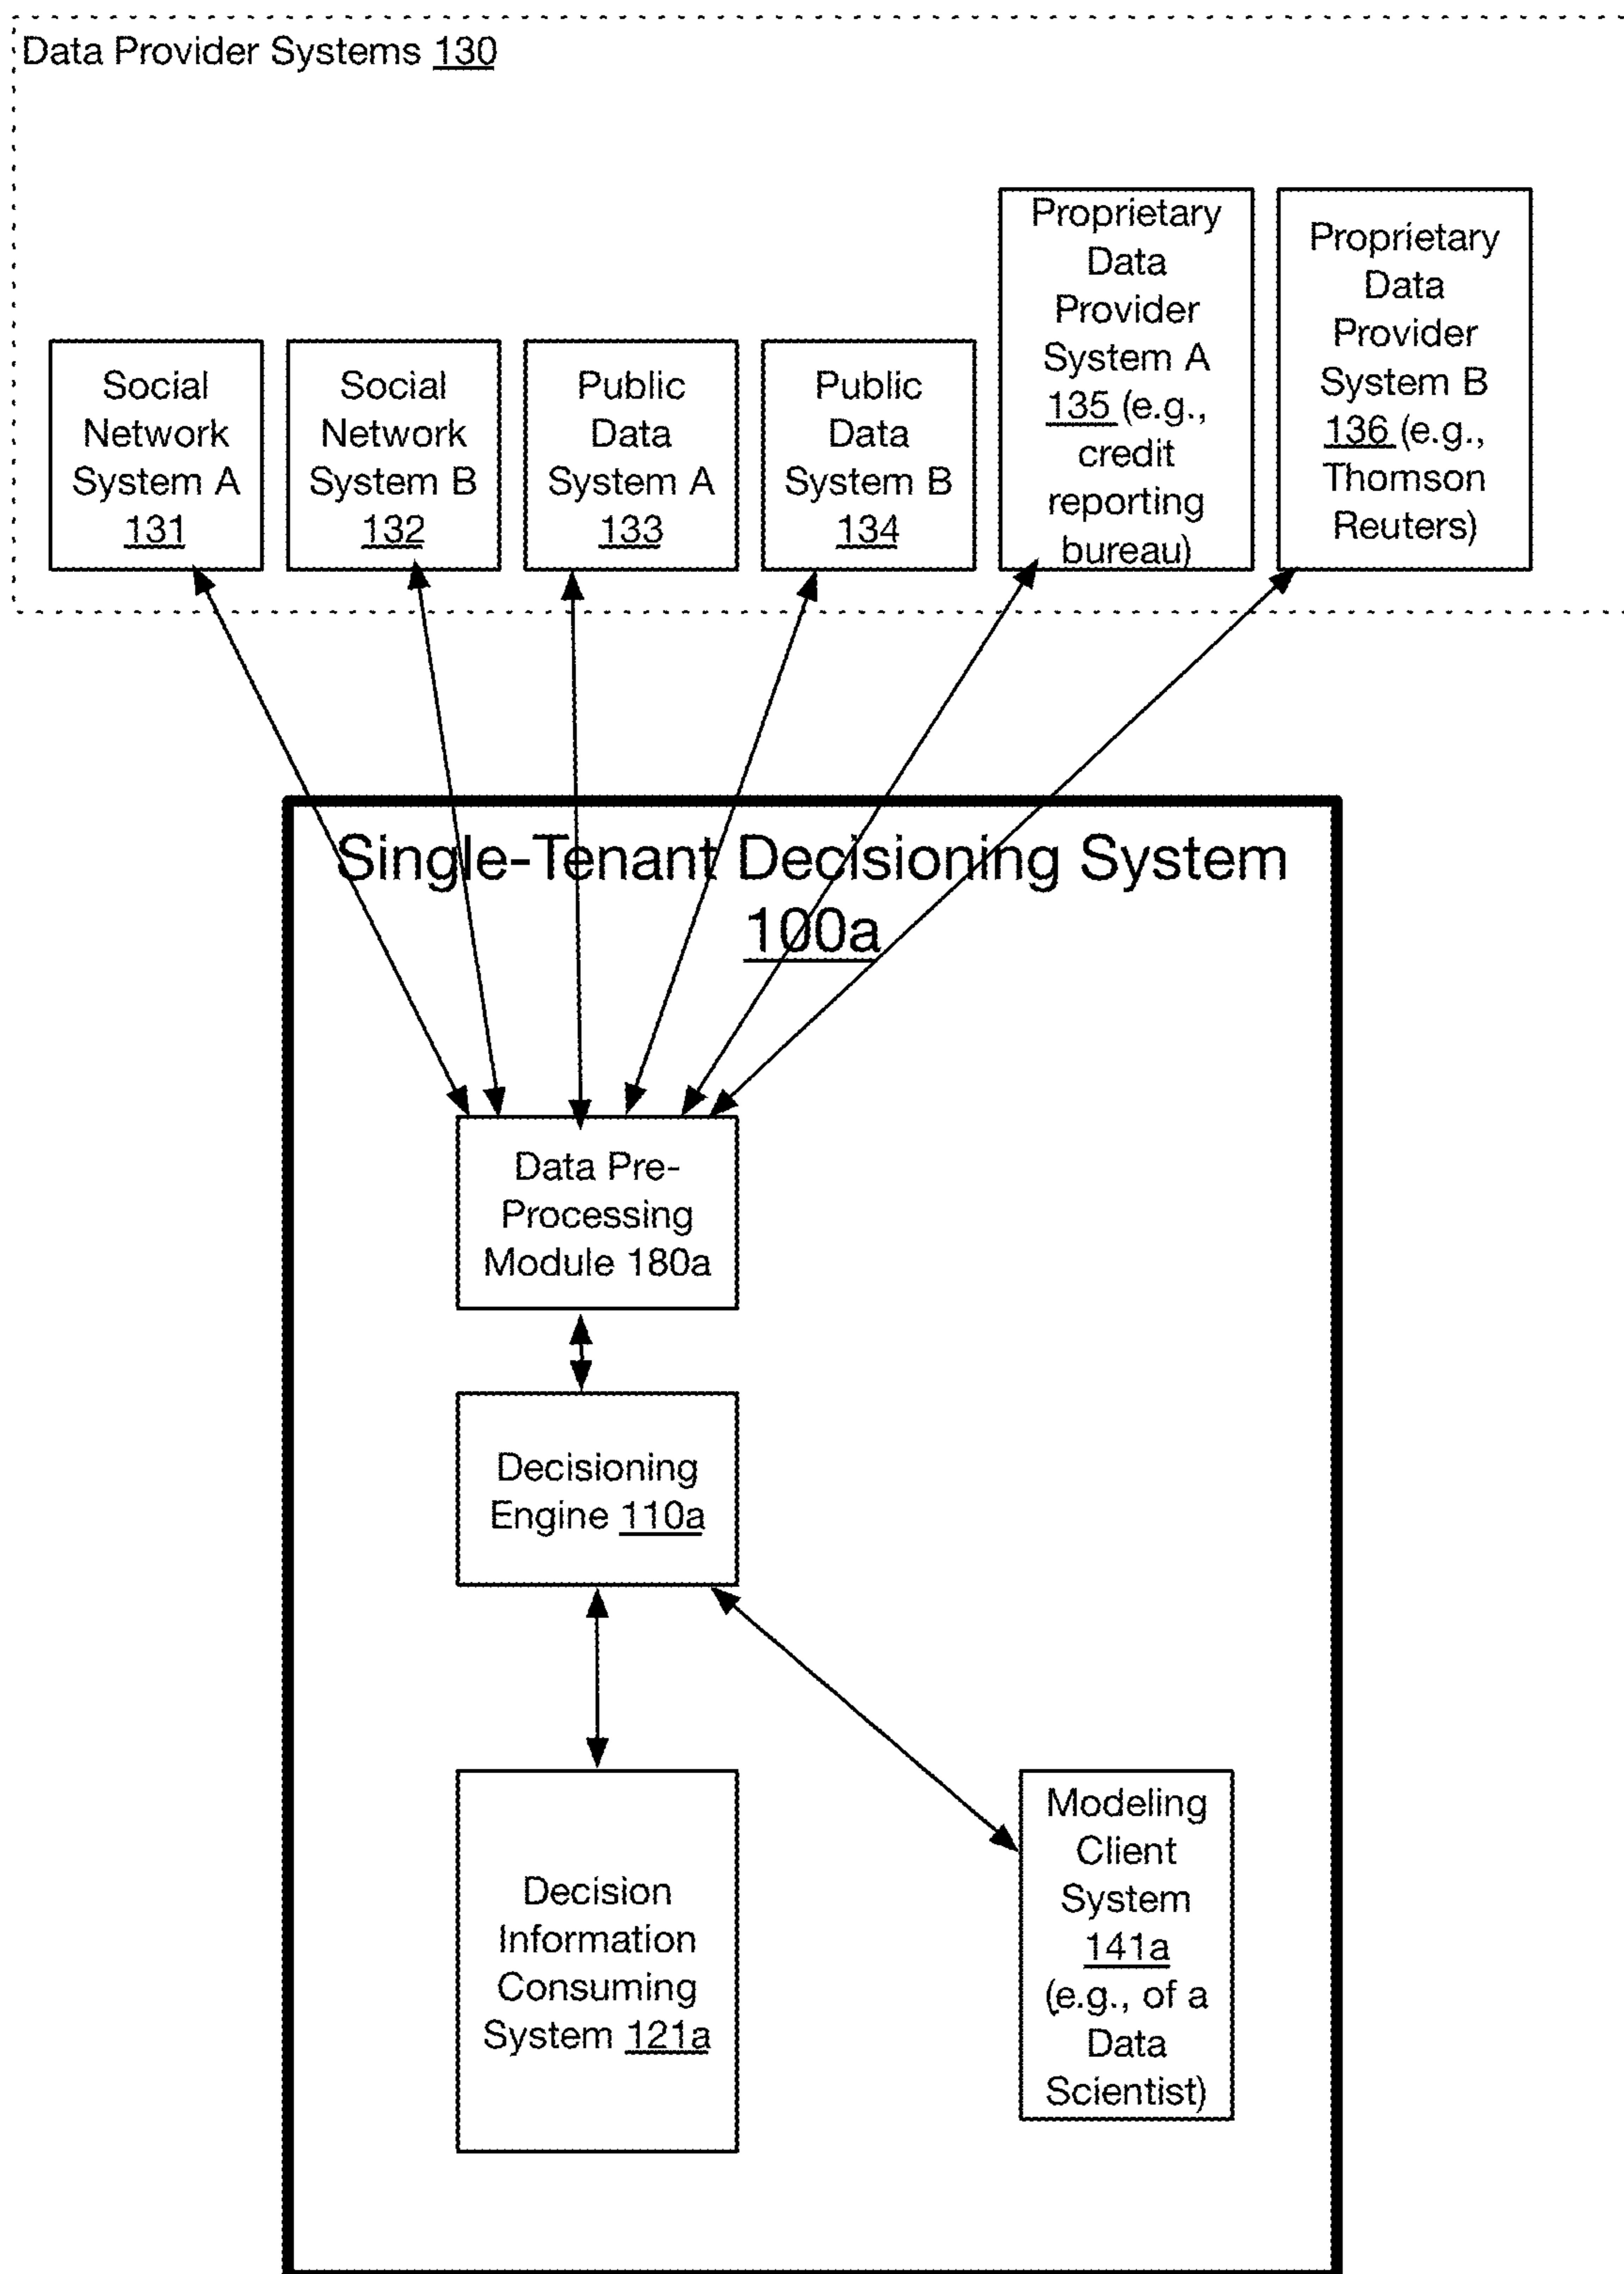 Data Provider Systems 130
Social
Network
System A
131
Social
Network
System B
132
Public
Data
System A
133
Public
Data
System B
134
Proprietary
Data
Provider
System A
135 (e.g.,
credit
reporting
bureau)
Proprietary
Data
Provider
System B
136 (e.g.,
Thomson
Reuters)
Single-Tenant Decisioning System
100a
Data Pre-
Processing
Module 180a
Decisioning
Engine 110a
Decision
Information
Consuming
System 121a
Modeling
Client
System
141a
(e.g., of a
Data
Scientist)